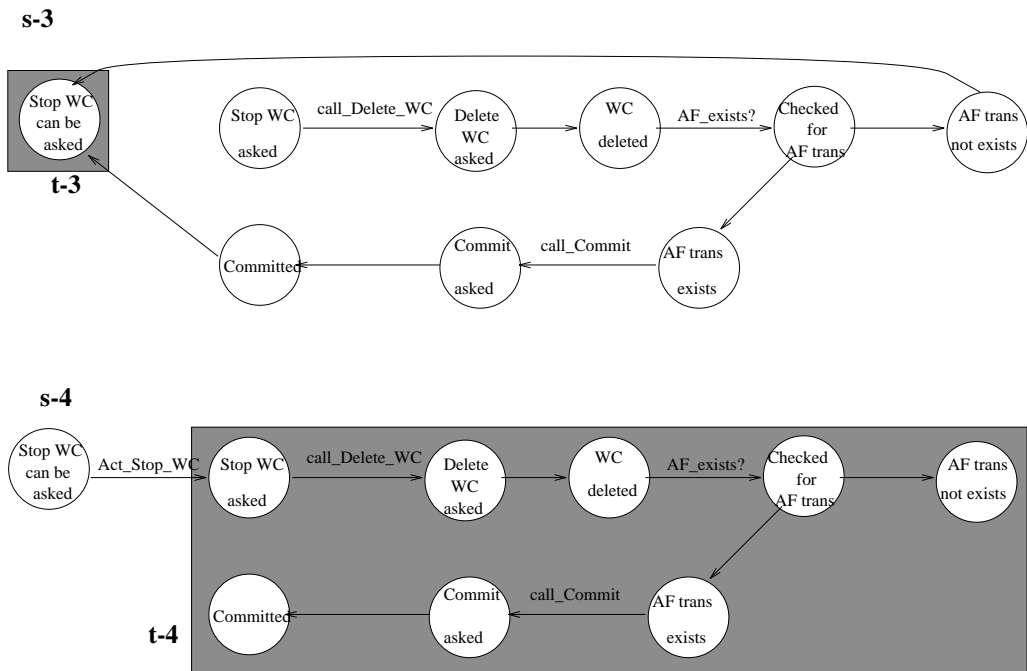 s-3
Stop WC
can be
asked
t-3
Stop WC
asked
call_Delete_WC
Delete
WC
asked
WC
deleted
AF_exists?
Checked
for
AF trans
AF trans
not exists
Committed
Commit
asked
call_Commit
AF trans
exists
s-4
Stop WC
can be
asked
Act_Stop_WC
Stop WC
asked
call_Delete_WC
Delete
WC
asked
WC
deleted
AF_exists?
Checked
for
AF trans
AF trans
not exists
Committed
Commit
asked
call_Commit
AF trans
exists
t-4